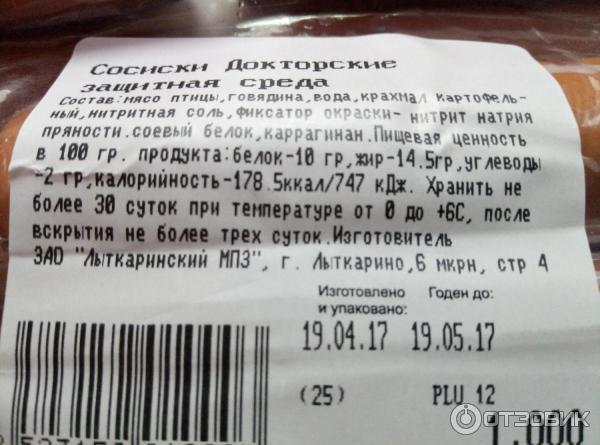 Сосиски Докторские
защитная среда
Состав:мясо птицы,говядина,вода,крахмал картофель-
ный,нитритная соль,фиксатор окраски- нитрит натрия
пряности.соевый белок,каррагинан.Пищевая ценность
в 100 гр. продукта:белок-10 гр,жир-14.5гр,углеводы
-2 гр,калорийность-178.5ккал/747 кДж. Хранить не
более 30 суток при температуре от 0 до +6С, после
вскрытия не более трех суток.Изготовитель
ЗАО "Лыткаринский МПЗ", г. Лыткарино,6 мкрн, стр 4
Изготовлено Годен до:
и упаковано:
19.04.17 19.05.17
(25) PLU 12
ОТЗОВИК